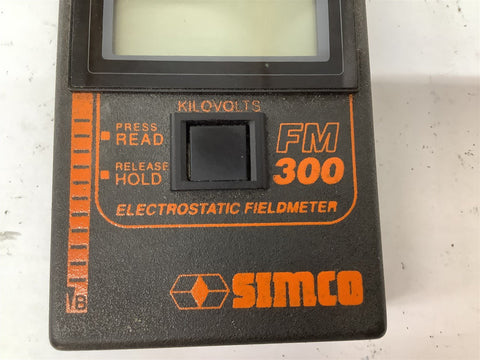 KILOVOLTS
PRESS
READ
RELEASE
HOLD
FM
300
ELECTROSTATIC FIELDMETER
SIMCO